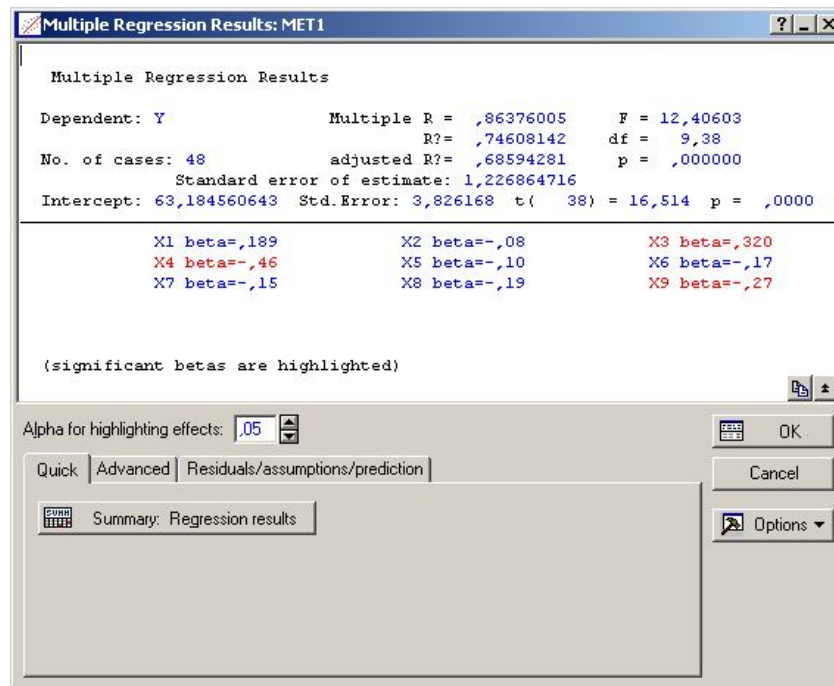 Multiple Regression Results: MET1
Multiple Regression Results
Dependent: Y Multiple R = ,86376005 F = 12,40603
R?= ,74608142 df = 9,38
No. of cases: 48 adjusted R?= ,68594281 p = ,000000
Standard error of estimate: 1,226864716
Intercept: 63,184560643 Std.Error: 3,826168 t( 38) = 16,514 p = ,0000
X1 beta=,189 X2 beta=-,08 X3 beta=,320
X4 beta=-,46 X5 beta=-,10 X6 beta=-,17
X7 beta=-,15 X8 beta=-,19 X9 beta=-,27
(significant betas are highlighted)
Alpha for highlighting effects: ,05
OK
Quick Advanced Residuals/assumptions/prediction
Cancel
SUMM Summary: Regression results
Options